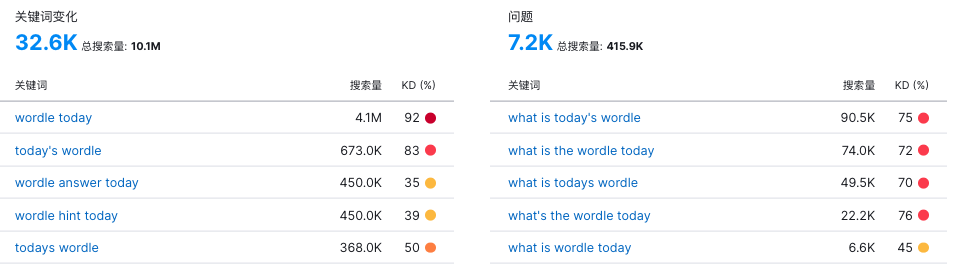 关键词变化
32.6K 总搜索量: 10.1M
关键词 搜索量 KD (%)
wordle today 4.1M 92
today's wordle 673.0K 83
wordle answer today 450.0K 35
wordle hint today 450.0K 39
todays wordle 368.0K 50
问题
7.2K 总搜索量: 415.9K
关键词 搜索量 KD (%)
what is today's wordle 90.5K 75
what is the wordle today 74.0K 72
what is todays wordle 49.5K 70
what's the wordle today 22.2K 76
what is wordle today 6.6K 45